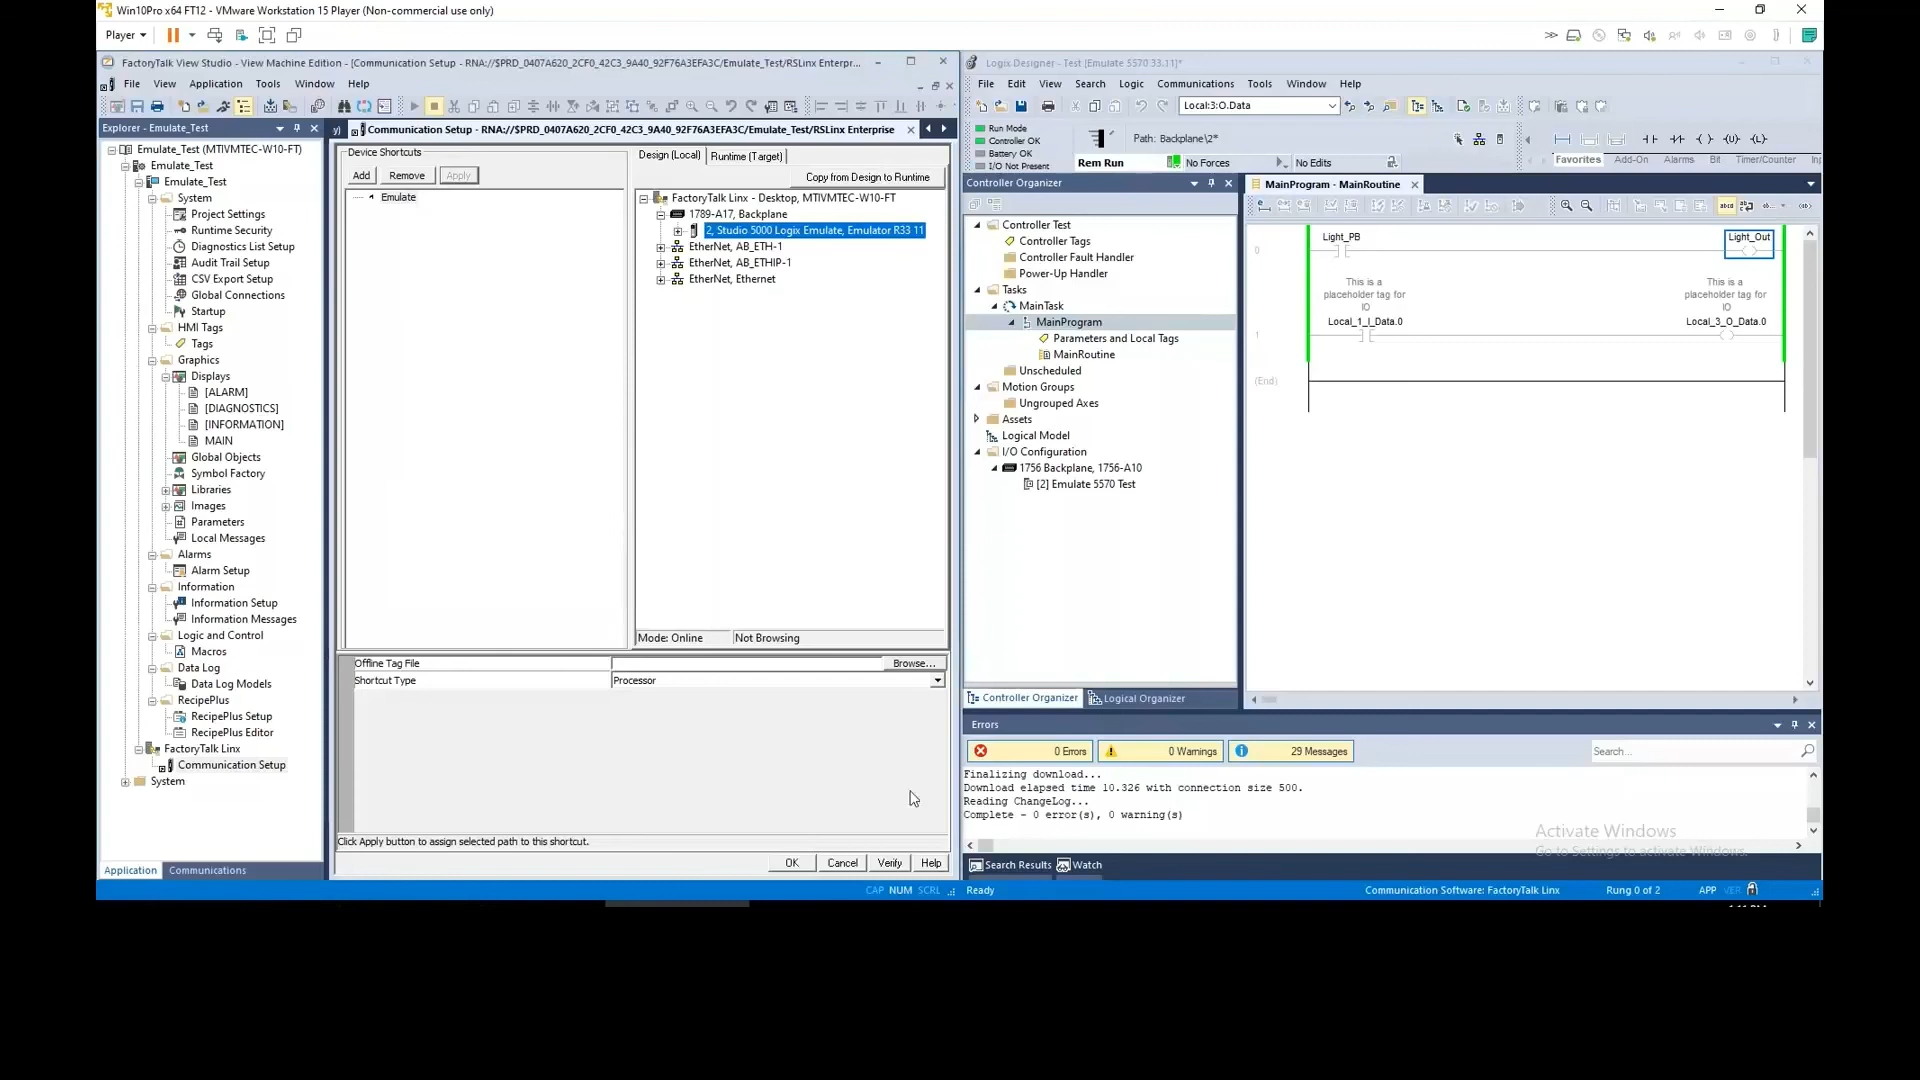 Win10Pro x64 FT12 - VMware Workstation 15 Player (Non-commercial use only)
Player
FactoryTalk View Studio - View Machine Edition - [Communication Setup - RNA://$PRD_0407A620_2CF0_42C3_9A40_92F76A3EFA3C/Emulate_Test/RSLinx Enterpr...
File View Application Tools Window Help
Explorer - Emulate_Test
Emulate_Test (MTIVMTEC-W10-FT)
Emulate_Test
Emulate_Test
System
Project Settings
Runtime Security
Diagnostics List Setup
Audit Trail Setup
CSV Export Setup
Global Connections
Startup
HMI Tags
Tags
Graphics
Displays
[ALARM]
[DIAGNOSTICS]
[INFORMATION]
MAIN
Global Objects
Symbol Factory
Libraries
Images
Parameters
Local Messages
Alarms
Alarm Setup
Information
Information Setup
Information Messages
Logic and Control
Macros
Data Log
Data Log Models
RecipePlus
RecipePlus Setup
RecipePlus Editor
FactoryTalk Linx
Communication Setup
System
Application Communications
y) Communication Setup - RNA://$PRD_0407A620_2CF0_42C3_9A40_92F76A3EFA3C/Emulate_Test/RSLinx Enterprise
Device Shortcuts
Add Remove Apply
Emulate
Design (Local) Runtime (Target)
Copy from Design to Runtime
FactoryTalk Linx - Desktop, MTIVMTEC-W10-FT
1789-A17, Backplane
2, Studio 5000 Logix Emulate, Emulator R33 11
EtherNet, AB_ETH-1
EtherNet, AB_ETHIP-1
EtherNet, Ethernet
Mode: Online Not Browsing
Offline Tag File Browse...
Shortcut Type Processor
Click Apply button to assign selected path to this shortcut.
OK Cancel Verify Help
CAP NUM SCRL
Logix Designer - Test [Emulate 5570 33.11]*
File Edit View Search Logic Communications Tools Window Help
Local:3:O.Data
Run Mode
Controller OK
Battery OK
I/O Not Present
Path: Backplane\2*
Rem Run No Forces No Edits
Favorites Add-On Alarms Bit Timer/Counter
Controller Organizer
Controller Test
Controller Tags
Controller Fault Handler
Power-Up Handler
Tasks
MainTask
MainProgram
Parameters and Local Tags
MainRoutine
Unscheduled
Motion Groups
Ungrouped Axes
Assets
Logical Model
I/O Configuration
1756 Backplane, 1756-A10
[2] Emulate 5570 Test
Controller Organizer Logical Organizer
MainProgram - MainRoutine
Light_PB Light_Out
0
This is a placeholder tag for IO
This is a placeholder tag for IO
Local_1_I_Data.0 Local_3_O_Data.0
1
(End)
Errors
0 Errors 0 Warnings 29 Messages
Search...
Finalizing download...
Download elapsed time 10.326 with connection size 500.
Reading ChangeLog...
Complete - 0 error(s), 0 warning(s)
Activate Windows
Go to Settings to activate Windows.
Search Results Watch
Ready Communication Software: FactoryTalk Linx Rung 0 of 2 APP VER